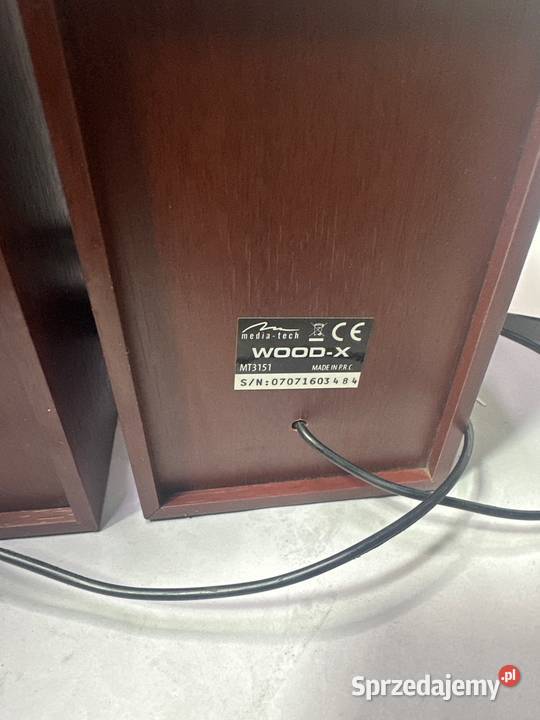 media-tech
CE
WOOD-X
MT3151 MADE IN P.R.C
S/N:07071603484
Sprzedajemy.pl